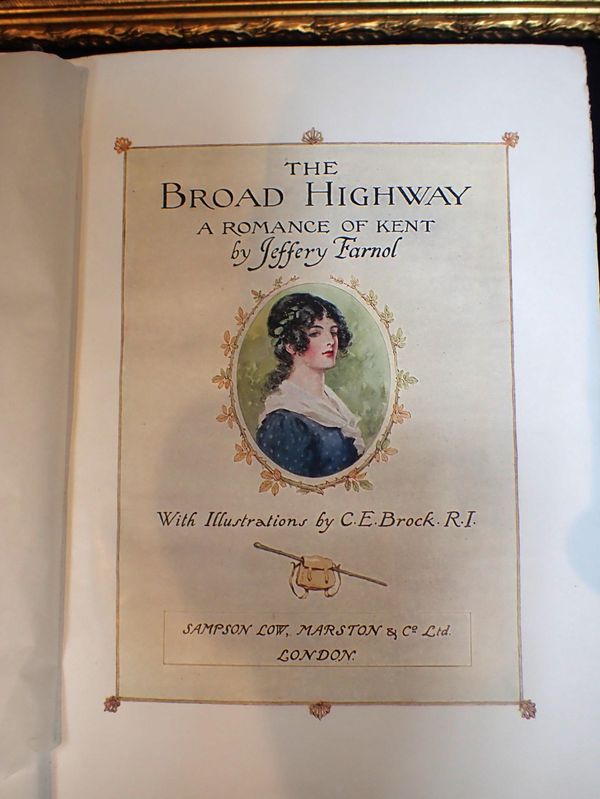 THE
BROAD HIGHWAY
A ROMANCE OF KENT
by Jeffery Farnol
With Illustrations by C.E. Brock. R.I.
SAMPSON LOW, MARSTON & Co Ltd.
LONDON.